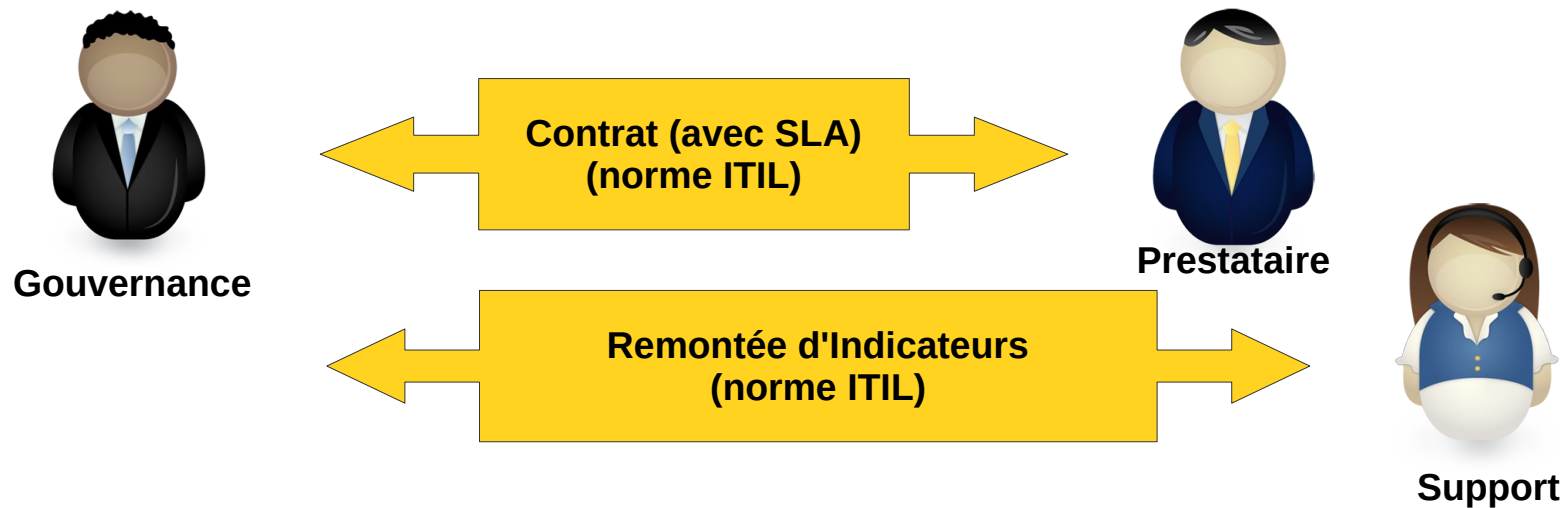 Contrat (avec SLA)
(norme ITIL)
Prestataire
Gouvernance
Remontée d'Indicateurs
(norme ITIL)
Support